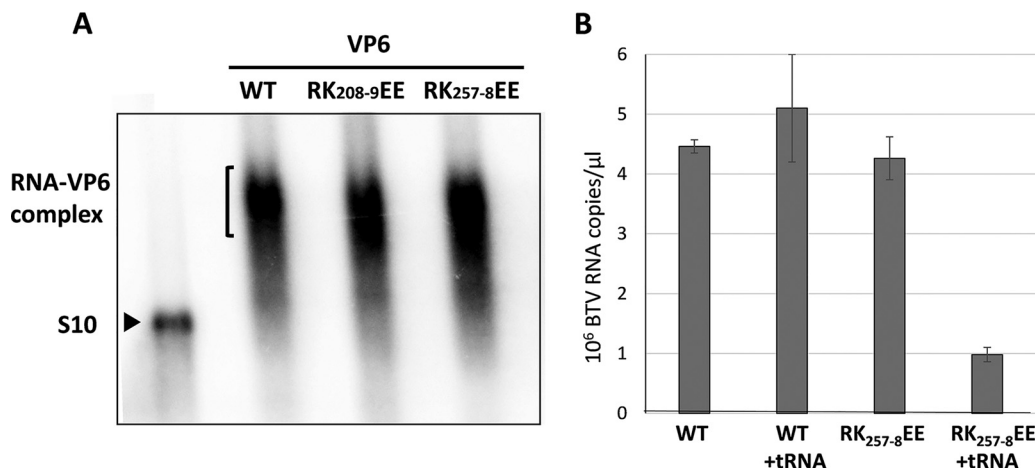 A
VP6
WT RK208-9EE RK257-8EE
RNA-VP6
complex
S10
B
10⁶ BTV RNA copies/µl
6
5
4
3
2
1
0
WT WT RK257-8EE RK257-8EE
+tRNA +tRNA